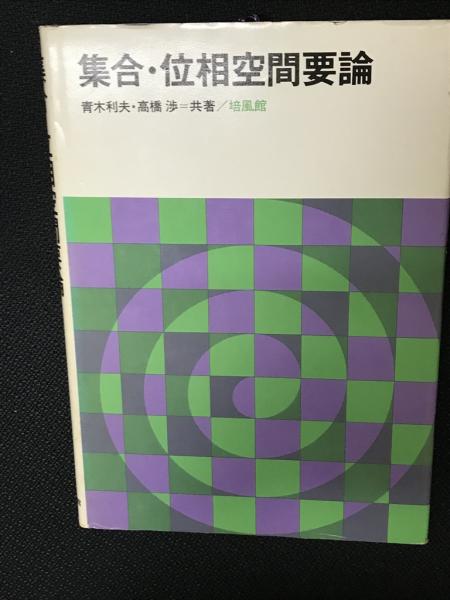 集合・位相空間要論
青木利夫・高橋 渉＝共著／培風館